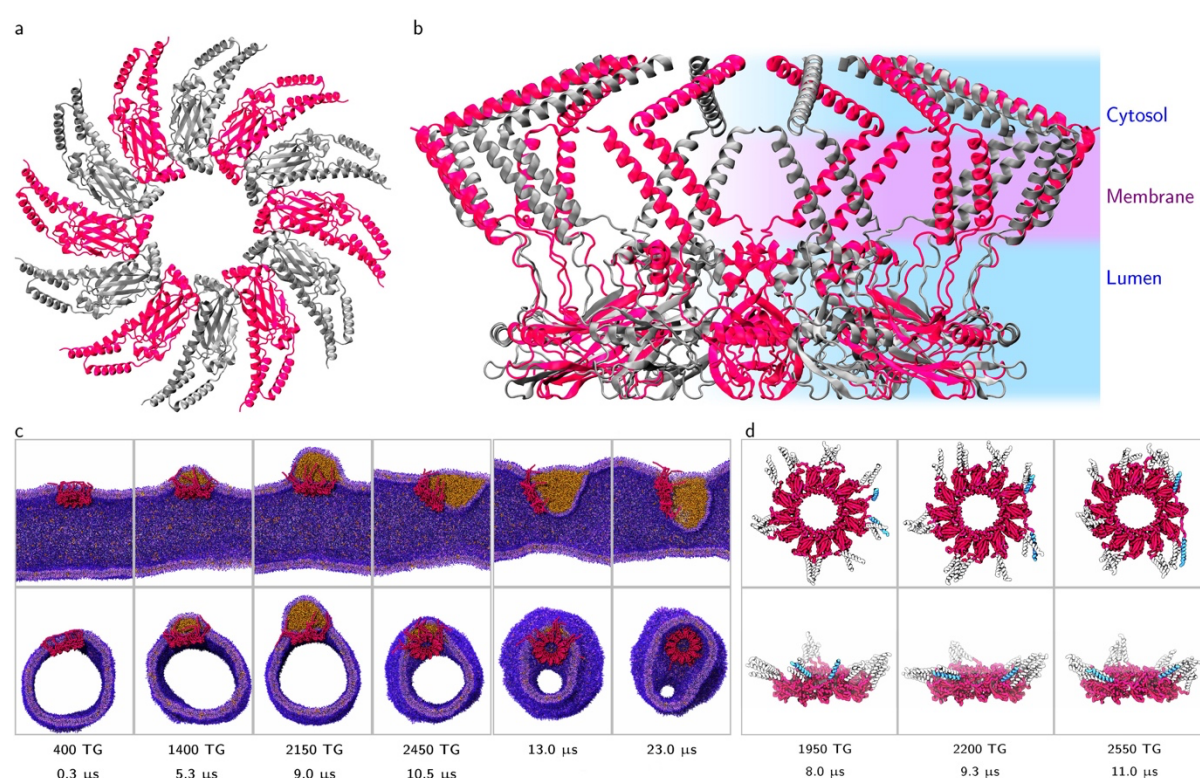 a
b
Cytosol
Membrane
Lumen
c
d
400 TG
1400 TG
2150 TG
2450 TG
13.0 µs
23.0 µs
1950 TG
2200 TG
2550 TG
0.3 µs
5.3 µs
9.0 µs
10.5 µs
8.0 µs
9.3 µs
11.0 µs